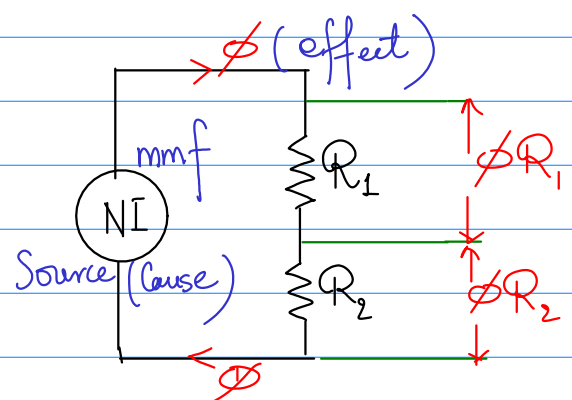 ϕ (effect)
mmf
R1
ϕR1
NI
Source (Cause)
R2
ϕR2
ϕ